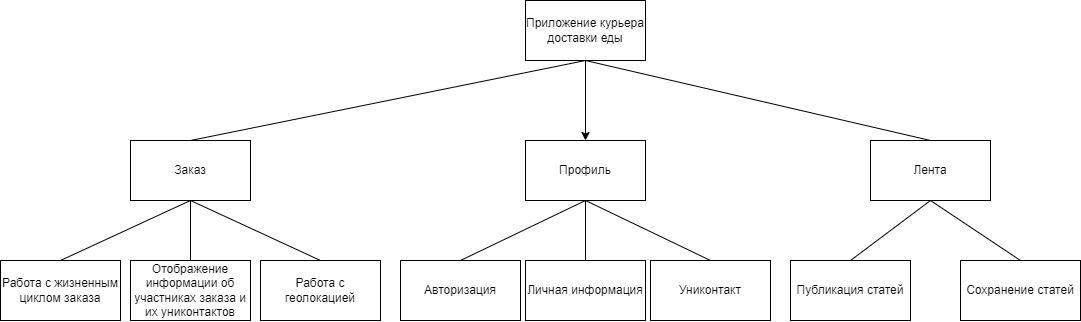 Приложение курьера
доставки еды
Заказ
Профиль
Лента
Работа с жизненным
циклом заказа
Отображение
информации об
участниках заказа и
их униконтактов
Работа с
геолокацией
Авторизация
Личная информация
Униконтакт
Публикация статей
Сохранение статей